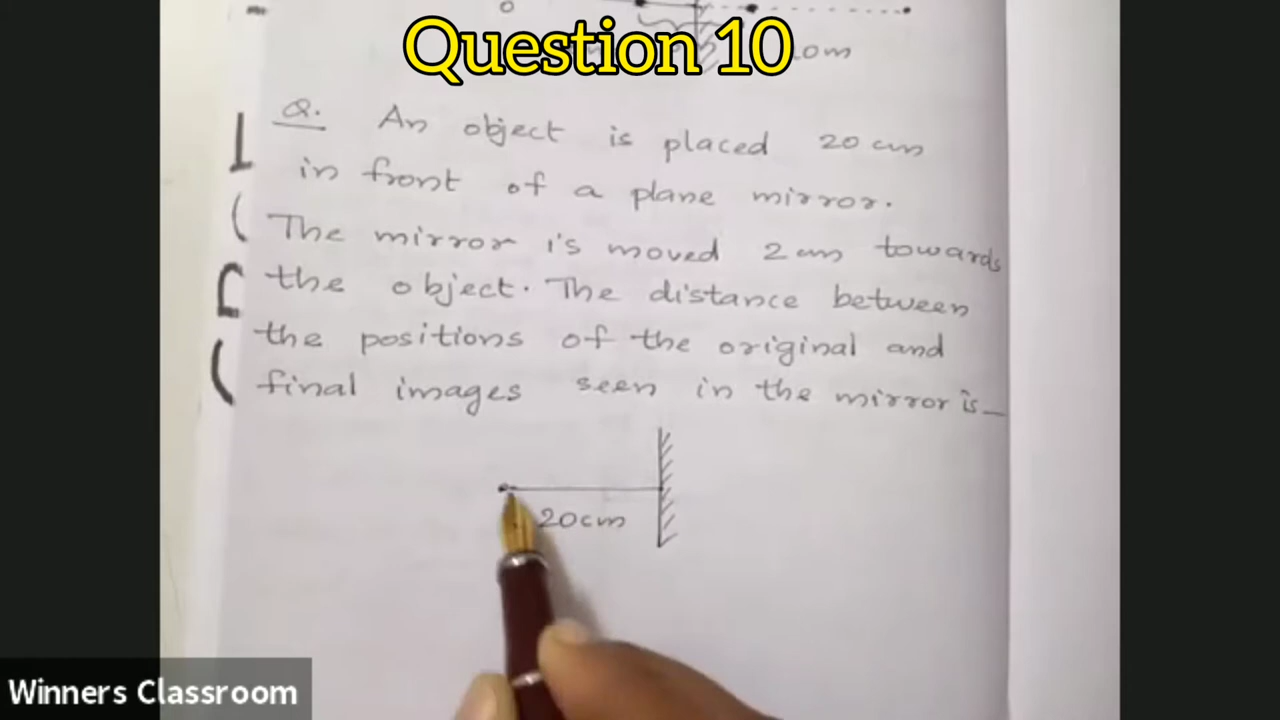 0
Question 10
Q. An object is placed 20 cm
in front of a plane mirror.
The mirror is moved 2 cm towards
the object. The distance between
the positions of the original and
final images seen in the mirror is_
20cm
Winners Classroom